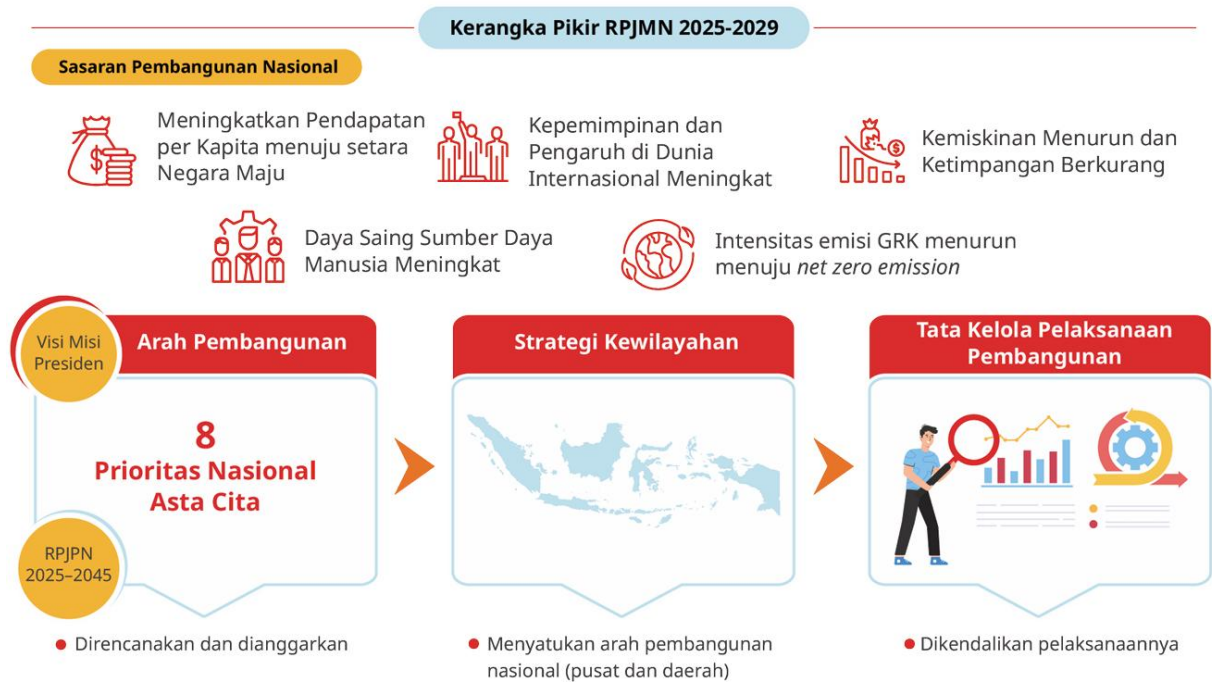 Kerangka Pikir RPJMN 2025-2029
Sasaran Pembangunan Nasional
Meningkatkan Pendapatan
per Kapita menuju setara
Negara Maju
Kepemimpinan dan
Pengaruh di Dunia
Internasional Meningkat
Kemiskinan Menurun dan
Ketimpangan Berkurang
Daya Saing Sumber Daya
Manusia Meningkat
Intensitas emisi GRK menurun
menuju net zero emission
Visi Misi
Presiden
Arah Pembangunan
8
Prioritas Nasional
Asta Cita
RPJPN
2025–2045
Direncanakan dan dianggarkan
Strategi Kewilayahan
Menyatukan arah pembangunan
nasional (pusat dan daerah)
Tata Kelola Pelaksanaan
Pembangunan
Dikendalikan pelaksanaannya